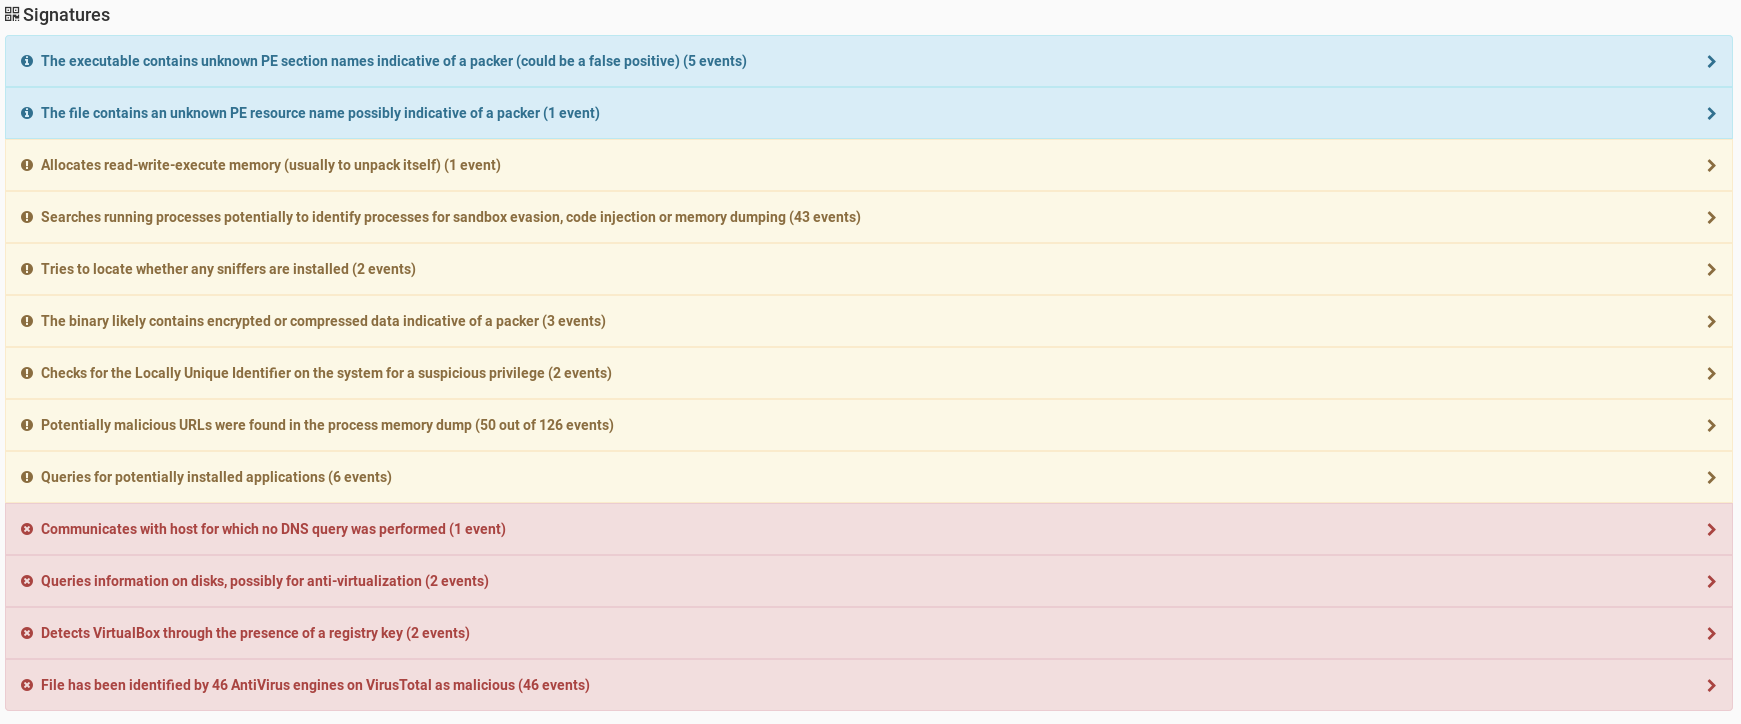 Signatures
The executable contains unknown PE section names indicative of a packer (could be a false positive) (5 events)
The file contains an unknown PE resource name possibly indicative of a packer (1 event)
Allocates read-write-execute memory (usually to unpack itself) (1 event)
Searches running processes potentially to identify processes for sandbox evasion, code injection or memory dumping (43 events)
Tries to locate whether any sniffers are installed (2 events)
The binary likely contains encrypted or compressed data indicative of a packer (3 events)
Checks for the Locally Unique Identifier on the system for a suspicious privilege (2 events)
Potentially malicious URLs were found in the process memory dump (50 out of 126 events)
Queries for potentially installed applications (6 events)
Communicates with host for which no DNS query was performed (1 event)
Queries information on disks, possibly for anti-virtualization (2 events)
Detects VirtualBox through the presence of a registry key (2 events)
File has been identified by 46 AntiVirus engines on VirusTotal as malicious (46 events)